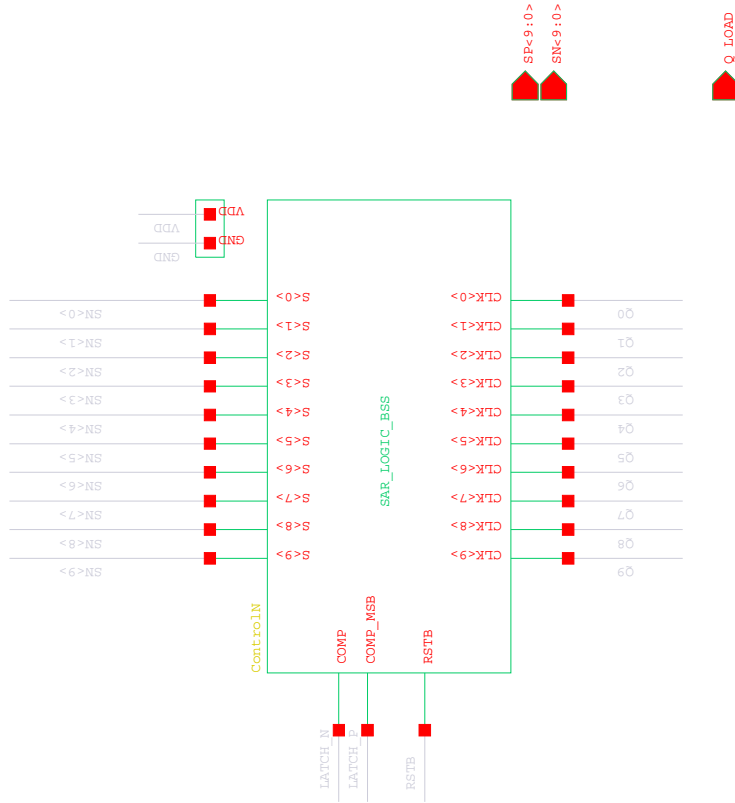 SP<9:0>
SN<9:0>
Q LOAD
VDD
VDD
GND
GND
S<0>
CLK<0>
SN<0>
Q0
S<1>
CLK<1>
SN<1>
Q1
S<2>
CLK<2>
SN<2>
Q2
S<3>
CLK<3>
SN<3>
Q3
S<4>
CLK<4>
SN<4>
Q4
S<5>
CLK<5>
SN<5>
Q5
S<6>
CLK<6>
SN<6>
Q6
S<7>
CLK<7>
SN<7>
Q7
S<8>
CLK<8>
SN<8>
Q8
S<9>
CLK<9>
SN<9>
Q9
SAR_LOGIC_BSS
ControlN
COMP
COMP_MSB
RSTB
LATCH_N
LATCH_P
RSTB